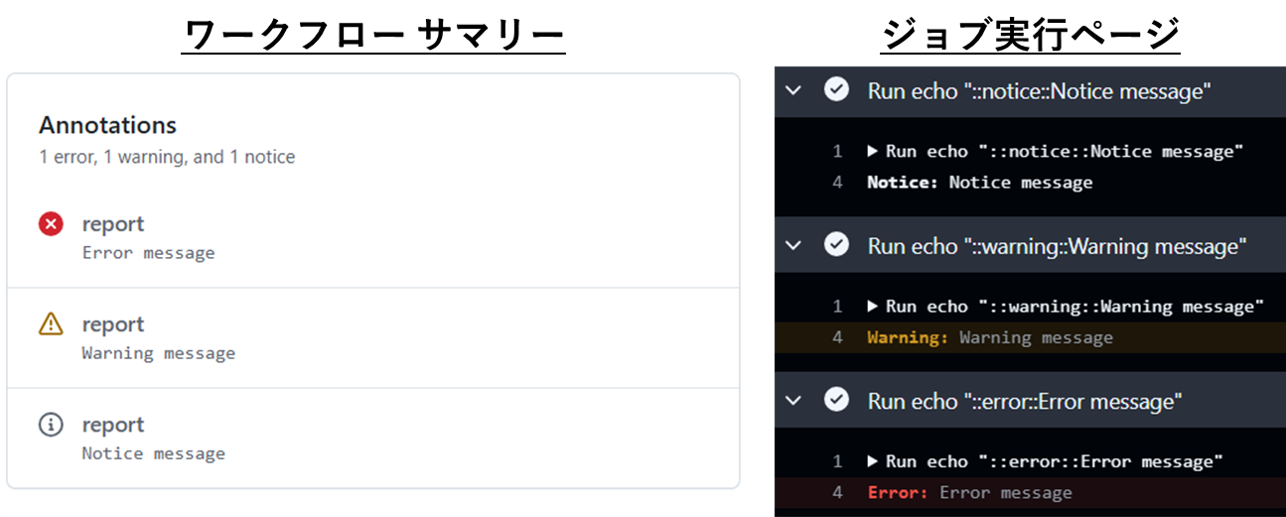 ワークフロー サマリー
Annotations
1 error, 1 warning, and 1 notice
report
Error message
report
Warning message
report
Notice message
ジョブ実行ページ
Run echo "::notice::Notice message"
1 ▶ Run echo "::notice::Notice message"
4 Notice: Notice message
Run echo "::warning::Warning message"
1 ▶ Run echo "::warning::Warning message"
4 Warning: Warning message
Run echo "::error::Error message"
1 ▶ Run echo "::error::Error message"
4 Error: Error message